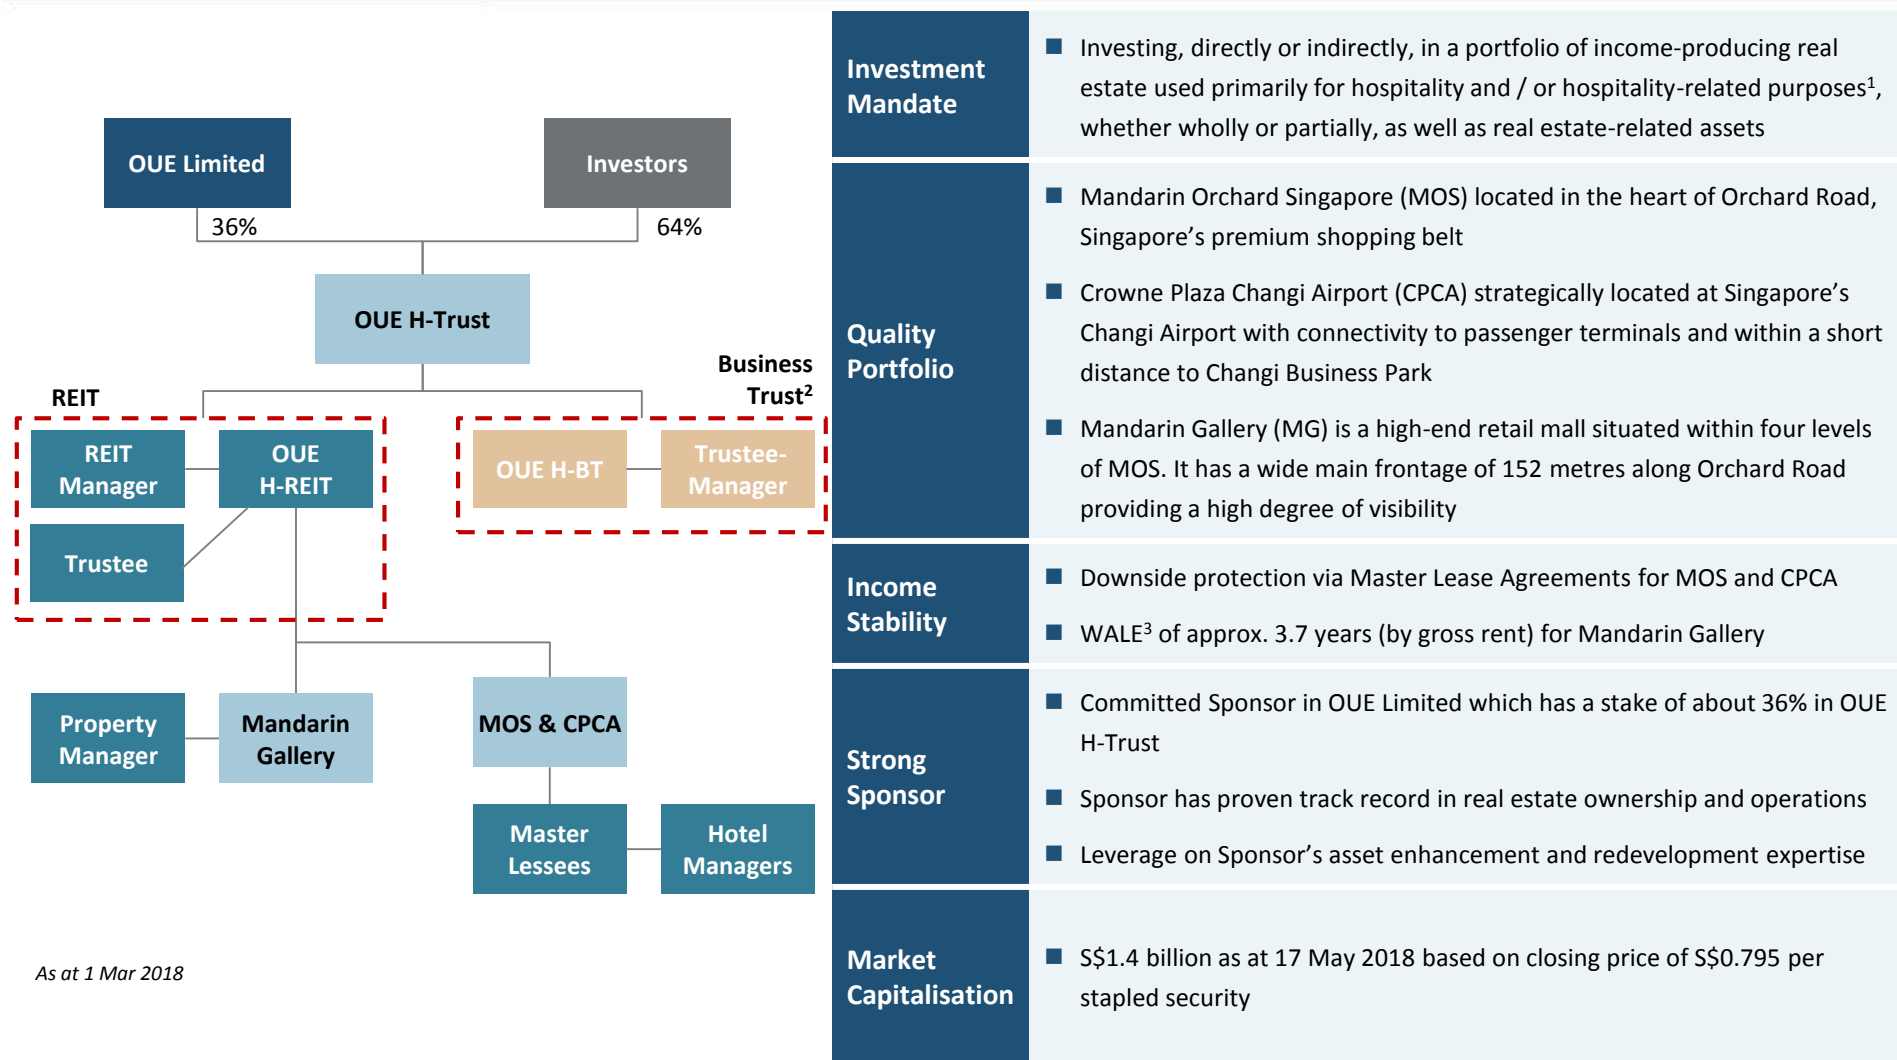 OUE Limited
Investors
36%
64%
OUE H-Trust
REIT
Business
Trust²
REIT
Manager
OUE
H-REIT
OUE H-BT
Trustee-
Manager
Trustee
Property
Manager
Mandarin
Gallery
MOS & CPCA
Master
Lessees
Hotel
Managers
As at 1 Mar 2018
Investment
Mandate
■ Investing, directly or indirectly, in a portfolio of income-producing real
estate used primarily for hospitality and / or hospitality-related purposes¹,
whether wholly or partially, as well as real estate-related assets
Quality
Portfolio
■ Mandarin Orchard Singapore (MOS) located in the heart of Orchard Road,
Singapore’s premium shopping belt
■ Crowne Plaza Changi Airport (CPCA) strategically located at Singapore’s
Changi Airport with connectivity to passenger terminals and within a short
distance to Changi Business Park
■ Mandarin Gallery (MG) is a high-end retail mall situated within four levels
of MOS. It has a wide main frontage of 152 metres along Orchard Road
providing a high degree of visibility
Income
Stability
■ Downside protection via Master Lease Agreements for MOS and CPCA
■ WALE³ of approx. 3.7 years (by gross rent) for Mandarin Gallery
Strong
Sponsor
■ Committed Sponsor in OUE Limited which has a stake of about 36% in OUE
H-Trust
■ Sponsor has proven track record in real estate ownership and operations
■ Leverage on Sponsor’s asset enhancement and redevelopment expertise
Market
Capitalisation
■ S$1.4 billion as at 17 May 2018 based on closing price of S$0.795 per
stapled security